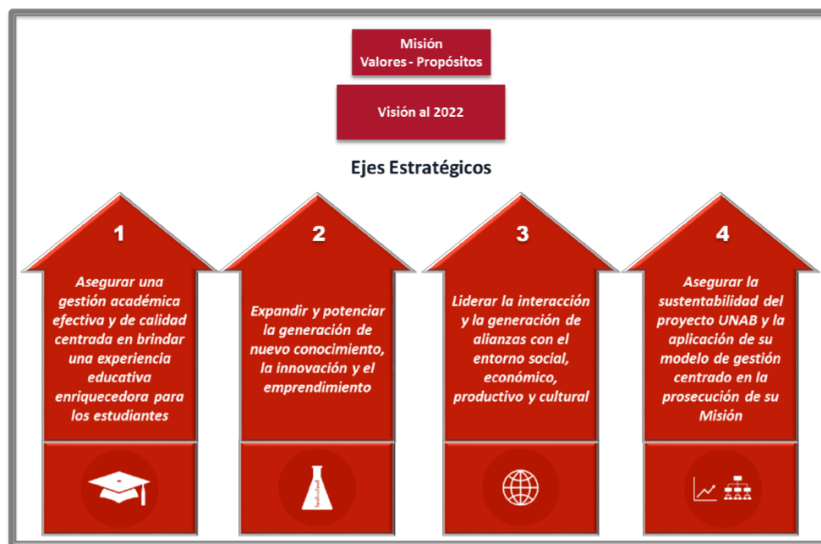 Misión
Valores - Propósitos
Visión al 2022
Ejes Estratégicos
1
Asegurar una
gestión académica
efectiva y de calidad
centrada en brindar
una experiencia
educativa
enriquecedora para
los estudiantes
2
Expandir y potenciar
la generación de
nuevo conocimiento,
la innovación y el
emprendimiento
3
Liderar la interacción
y la generación de
alianzas con el
entorno social,
económico,
productivo y cultural
4
Asegurar la
sustentabilidad del
proyecto UNAB y la
aplicación de su
modelo de gestión
centrado en la
prosecución de su
Misión